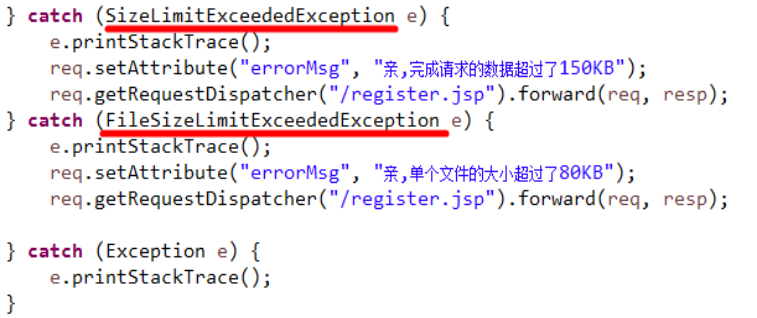 } catch (SizeLimitExceededException e) {
e.printStackTrace();
req.setAttribute("errorMsg", "亲,完成请求的数据超过了150KB");
req.getRequestDispatcher("/register.jsp").forward(req, resp);
} catch (FileSizeLimitExceededException e) {
e.printStackTrace();
req.setAttribute("errorMsg", "亲,单个文件的大小超过了80KB");
req.getRequestDispatcher("/register.jsp").forward(req, resp);
} catch (Exception e) {
e.printStackTrace();
}